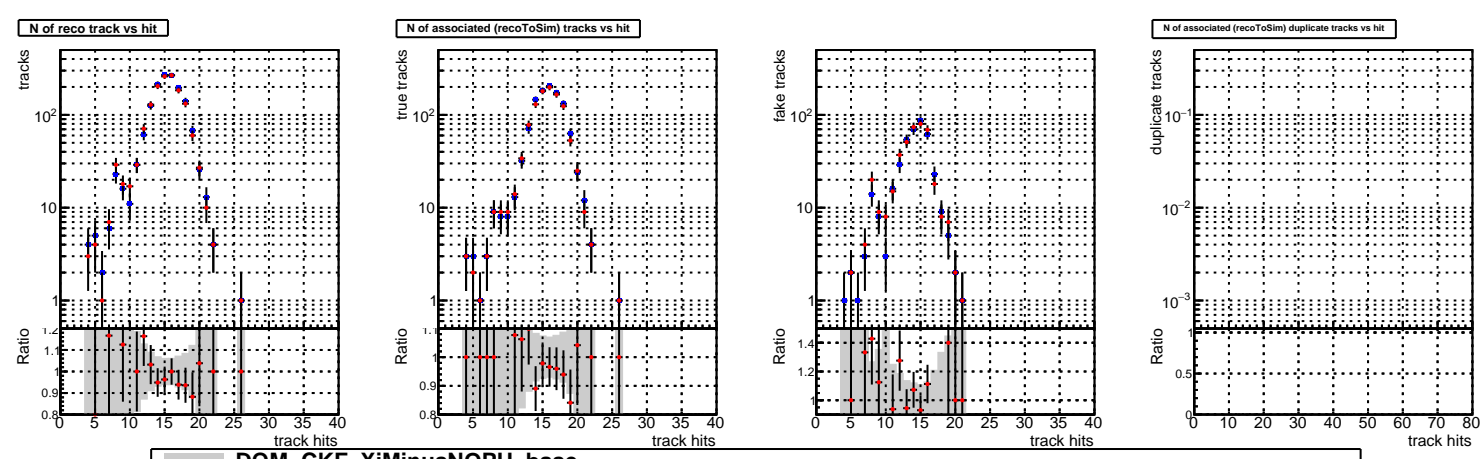 N of reco track vs hit
tracks
10²
10
1
Ratio
1.2
1.1
1
0.9
0.8
0 5 10 15 20 25 30 35 40
track hits
N of associated (recoToSim) tracks vs hit
true tracks
10²
10
1
Ratio
1.1
1
0.9
0.8
0 5 10 15 20 25 30 35 40
track hits
fake tracks
10²
10
1
Ratio
1.4
1.2
1
0 5 10 15 20 25 30 35 40
track hits
N of associated (recoToSim) duplicate tracks vs hit
duplicate tracks
10⁻¹
10⁻²
10⁻³
Ratio
1
0.5
0
0 10 20 30 40 50 60 70 80
track hits